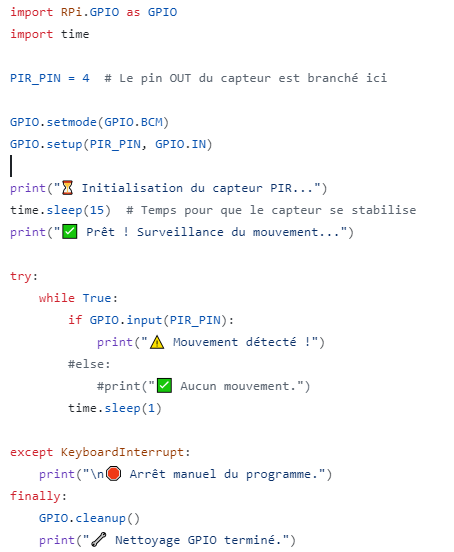 import RPi.GPIO as GPIO
import time

PIR_PIN = 4  # Le pin OUT du capteur est branché ici

GPIO.setmode(GPIO.BCM)
GPIO.setup(PIR_PIN, GPIO.IN)

print("⌛ Initialisation du capteur PIR...")
time.sleep(15)  # Temps pour que le capteur se stabilise
print("✅ Prêt ! Surveillance du mouvement...")

try:
    while True:
        if GPIO.input(PIR_PIN):
            print("⚠️ Mouvement détecté !")
        #else:
            #print("✅ Aucun mouvement.")
        time.sleep(1)

except KeyboardInterrupt:
    print("\n🛑 Arrêt manuel du programme.")
finally:
    GPIO.cleanup()
    print("🔧 Nettoyage GPIO terminé.")